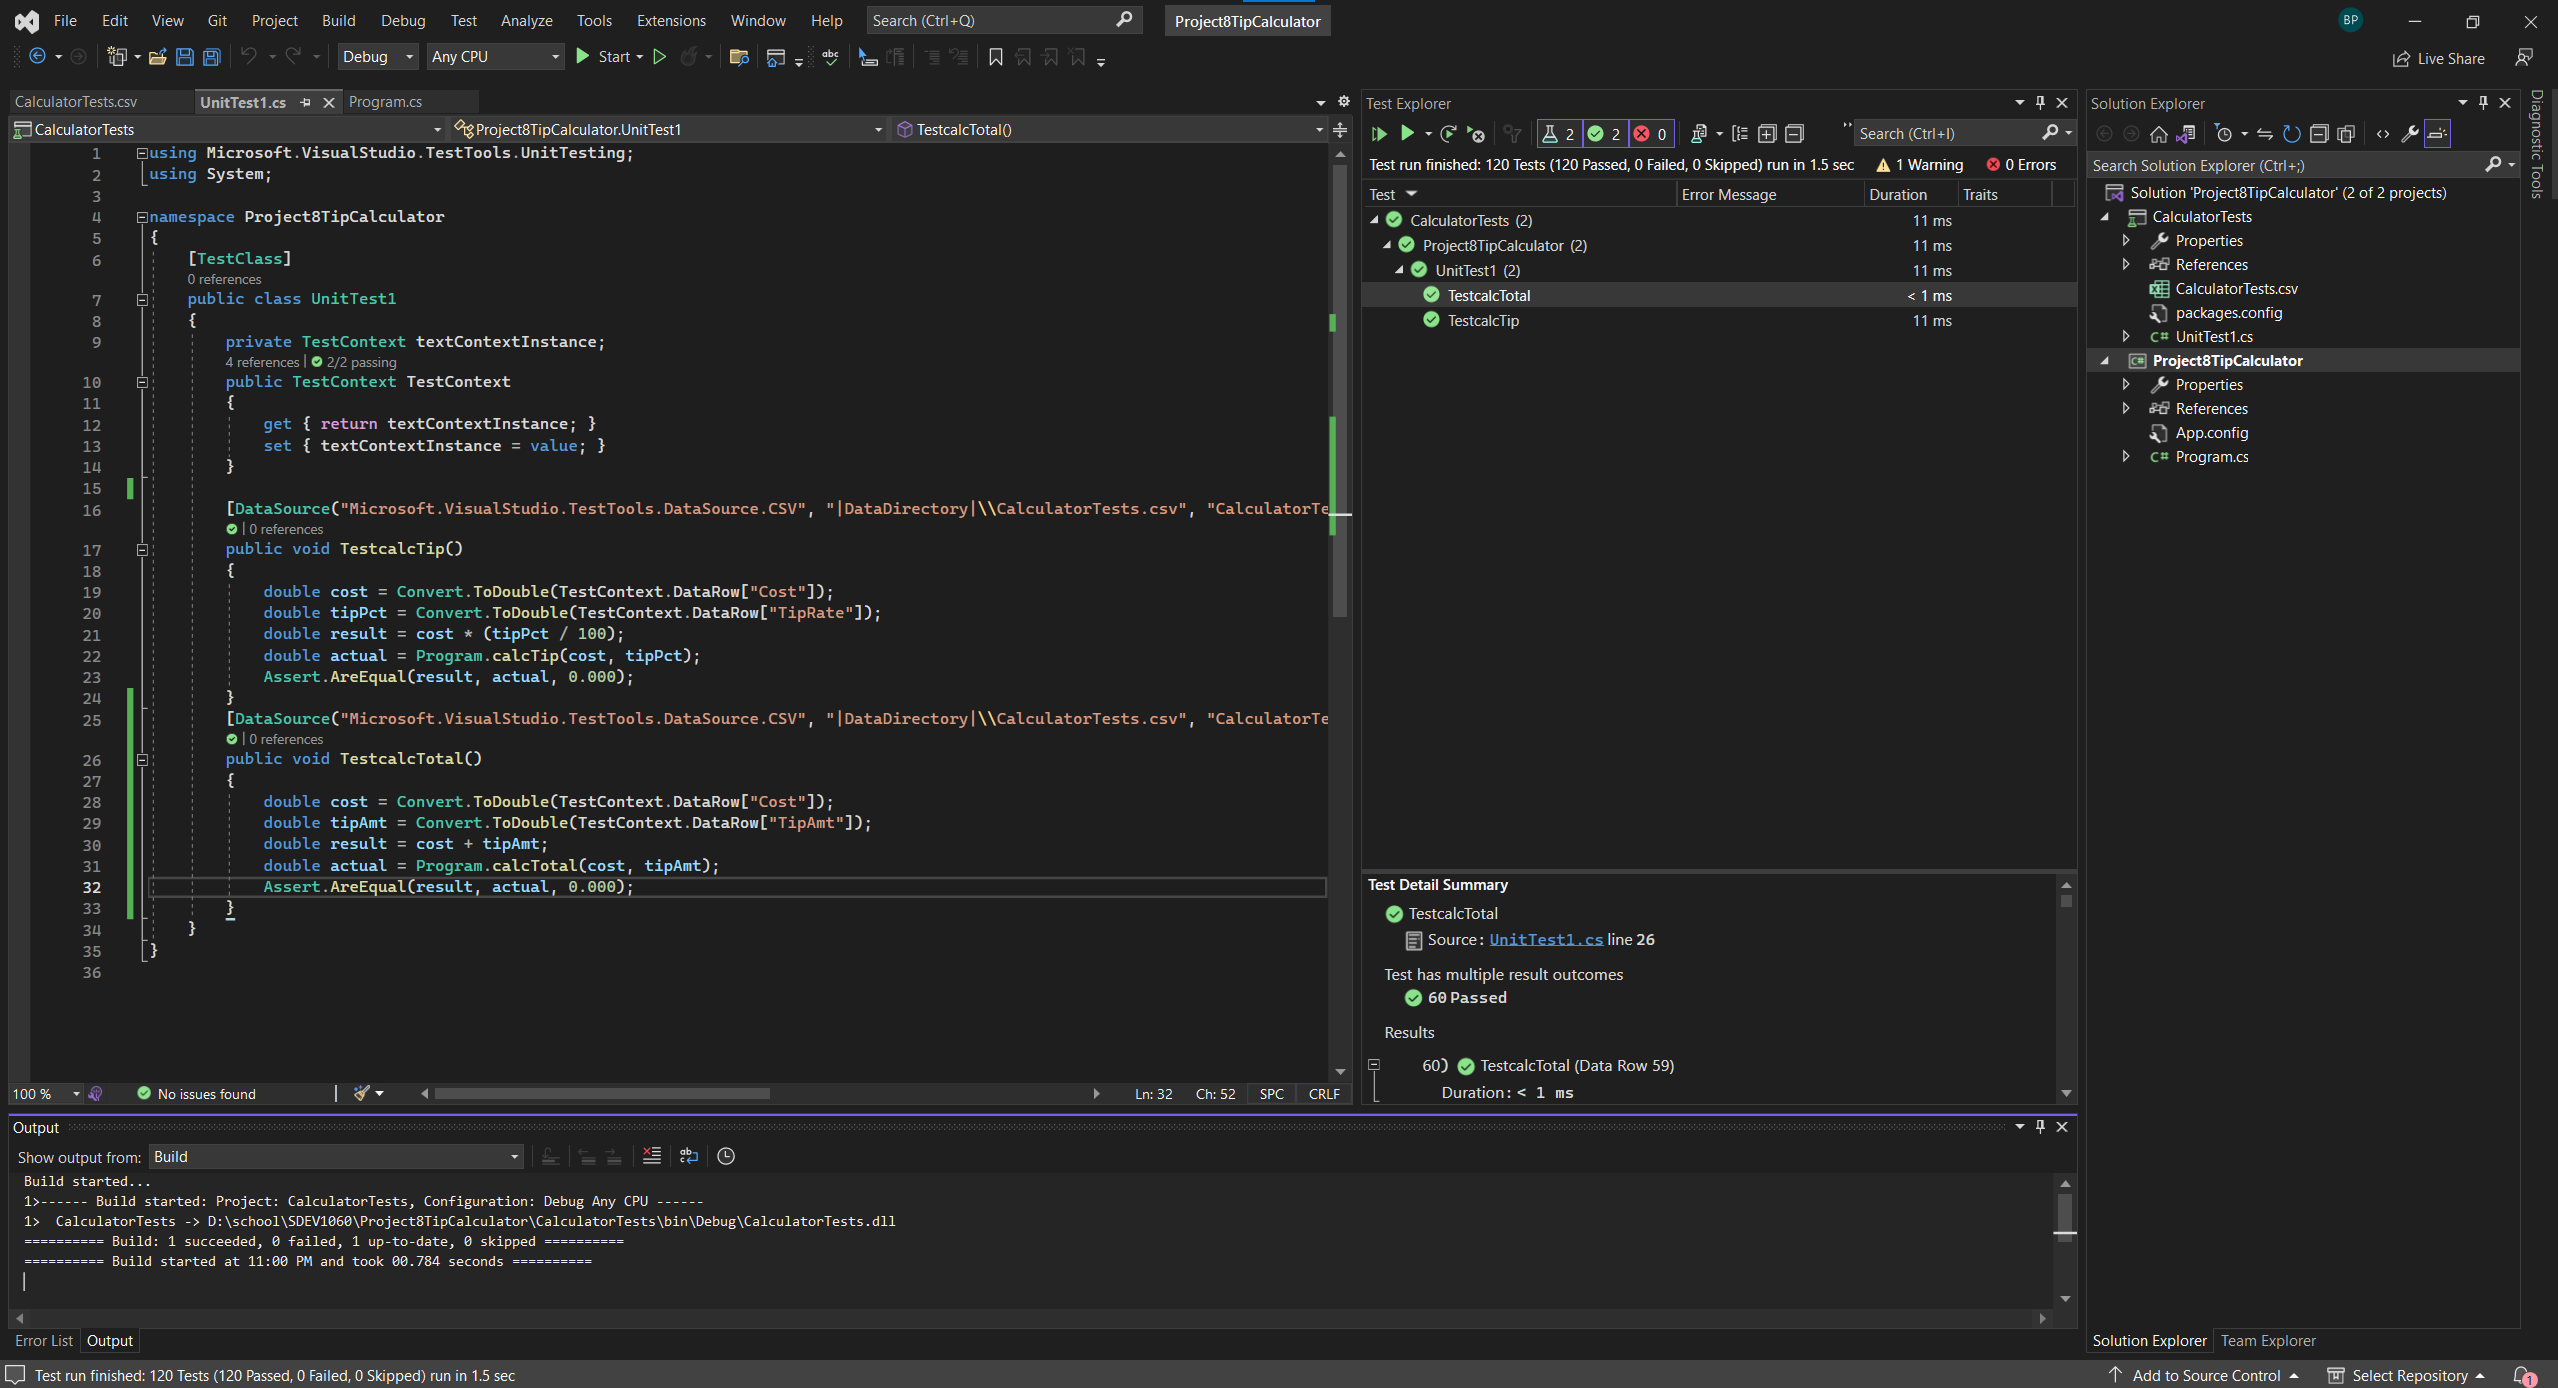 File Edit View Git Project Build Debug Test Analyze Tools Extensions Window Help Search (Ctrl+Q) Project8TipCalculator BP
Debug Any CPU Start Live Share
CalculatorTests.csv UnitTest1.cs Program.cs
CalculatorTests Project8TipCalculator.UnitTest1 TestcalcTotal()
1 using Microsoft.VisualStudio.TestTools.UnitTesting;
2 using System;
3
4 namespace Project8TipCalculator
5 {
6 [TestClass]
0 references
7 public class UnitTest1
8 {
9 private TestContext textContextInstance;
4 references | 2/2 passing
10 public TestContext TestContext
11 {
12 get { return textContextInstance; }
13 set { textContextInstance = value; }
14 }
15
16 [DataSource("Microsoft.VisualStudio.TestTools.DataSource.CSV", "|DataDirectory|\\CalculatorTests.csv", "CalculatorTe
| 0 references
17 public void TestcalcTip()
18 {
19 double cost = Convert.ToDouble(TestContext.DataRow["Cost"]);
20 double tipPct = Convert.ToDouble(TestContext.DataRow["TipRate"]);
21 double result = cost * (tipPct / 100);
22 double actual = Program.calcTip(cost, tipPct);
23 Assert.AreEqual(result, actual, 0.000);
24 }
25 [DataSource("Microsoft.VisualStudio.TestTools.DataSource.CSV", "|DataDirectory|\\CalculatorTests.csv", "CalculatorTe
| 0 references
26 public void TestcalcTotal()
27 {
28 double cost = Convert.ToDouble(TestContext.DataRow["Cost"]);
29 double tipAmt = Convert.ToDouble(TestContext.DataRow["TipAmt"]);
30 double result = cost + tipAmt;
31 double actual = Program.calcTotal(cost, tipAmt);
32 Assert.AreEqual(result, actual, 0.000);
33 }
34 }
35 }
36
100 % No issues found Ln: 32 Ch: 52 SPC CRLF
Test Explorer
2 2 0 Search (Ctrl+I)
Test run finished: 120 Tests (120 Passed, 0 Failed, 0 Skipped) run in 1.5 sec 1 Warning 0 Errors
Test Error Message Duration Traits
CalculatorTests (2) 11 ms
Project8TipCalculator (2) 11 ms
UnitTest1 (2) 11 ms
TestcalcTotal < 1 ms
TestcalcTip 11 ms
Test Detail Summary
TestcalcTotal
Source: UnitTest1.cs line 26
Test has multiple result outcomes
60 Passed
Results
60) TestcalcTotal (Data Row 59)
Duration: < 1 ms
Solution Explorer
Search Solution Explorer (Ctrl+;)
Solution 'Project8TipCalculator' (2 of 2 projects)
CalculatorTests
Properties
References
CalculatorTests.csv
packages.config
C# UnitTest1.cs
C# Project8TipCalculator
Properties
References
App.config
C# Program.cs
Diagnostic Tools
Output
Show output from: Build
Build started...
1>------ Build started: Project: CalculatorTests, Configuration: Debug Any CPU ------
1> CalculatorTests -> D:\school\SDEV1060\Project8TipCalculator\CalculatorTests\bin\Debug\CalculatorTests.dll
========== Build: 1 succeeded, 0 failed, 1 up-to-date, 0 skipped ==========
========== Build started at 11:00 PM and took 00.784 seconds ==========
Error List Output
Solution Explorer Team Explorer
Test run finished: 120 Tests (120 Passed, 0 Failed, 0 Skipped) run in 1.5 sec Add to Source Control Select Repository 1